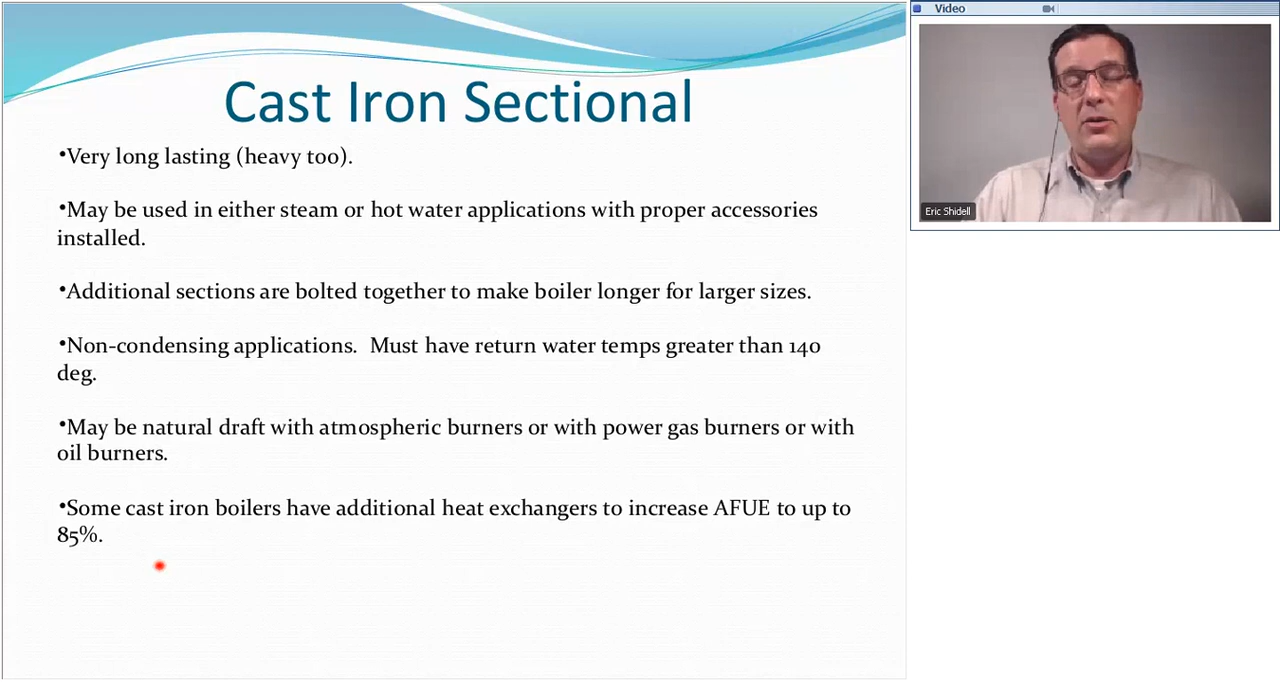 Cast Iron Sectional
•Very long lasting (heavy too).
•May be used in either steam or hot water applications with proper accessories
installed.
•Additional sections are bolted together to make boiler longer for larger sizes.
•Non-condensing applications.  Must have return water temps greater than 140
deg.
•May be natural draft with atmospheric burners or with power gas burners or with
oil burners.
•Some cast iron boilers have additional heat exchangers to increase AFUE to up to
85%.
Video
Eric Shidell